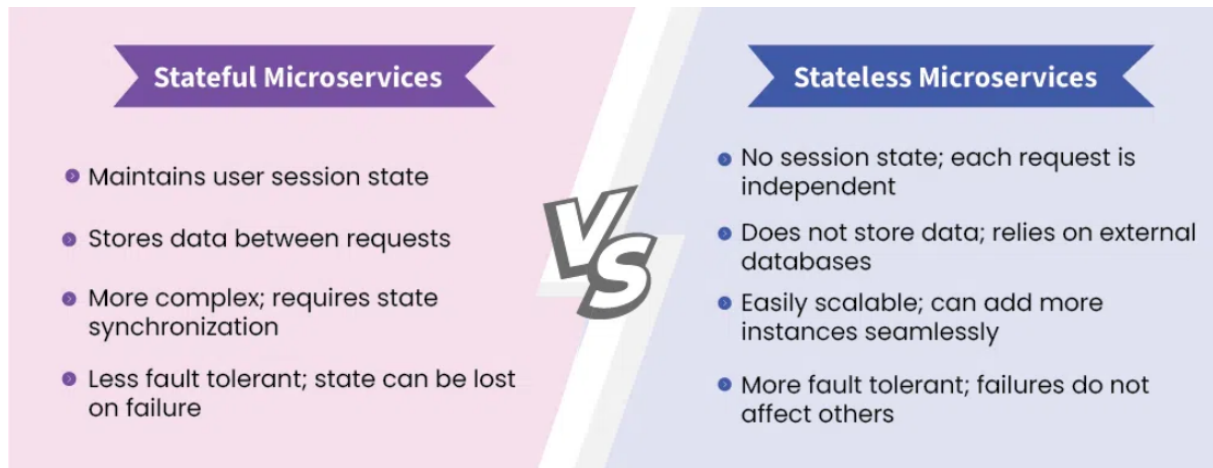 Stateful Microservices
Maintains user session state
Stores data between requests
More complex; requires state
synchronization
Less fault tolerant; state can be lost
on failure
VS
Stateless Microservices
No session state; each request is
independent
Does not store data; relies on external
databases
Easily scalable; can add more
instances seamlessly
More fault tolerant; failures do not
affect others